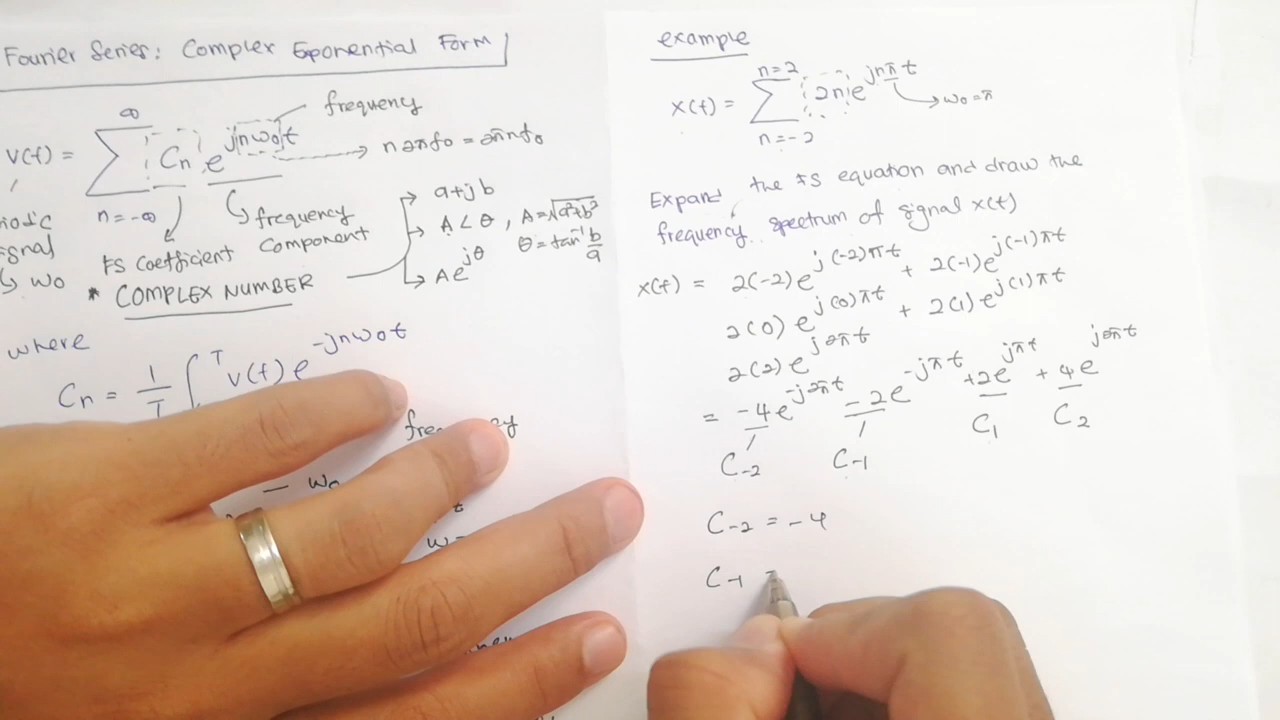 Fourier Series: Complex Exponential Form
V(t) = ∞ ∑ n=-∞ Cn e^jnω0t
frequency
n2πf0 = 2πnf0
frequency
component
FS Coefficient
* COMPLEX NUMBER
a+jb
A∠θ , A=√a²+b²
θ=tan⁻¹ b/a
Ae^jθ
iodic
ignal
ω0
where
Cn = 1/T ∫ T V(t) e^-jnω0t
— ω0
example
x(t) = n=2 ∑ n=-2 2n e^jnπt
ω0=π
Expand the FS equation and draw the
frequency spectrum of signal x(t)
x(t) = 2(-2)e^j(-2)πt + 2(-1)e^j(-1)πt
2(0)e^j(0)πt + 2(1)e^j(1)πt
2(2)e^j2πt
= -4e^-j2πt -2e^-jπt +2e^jπt + 4e^j2πt
C-2 C-1 C1 C2
C-2 = -4
C-1 =